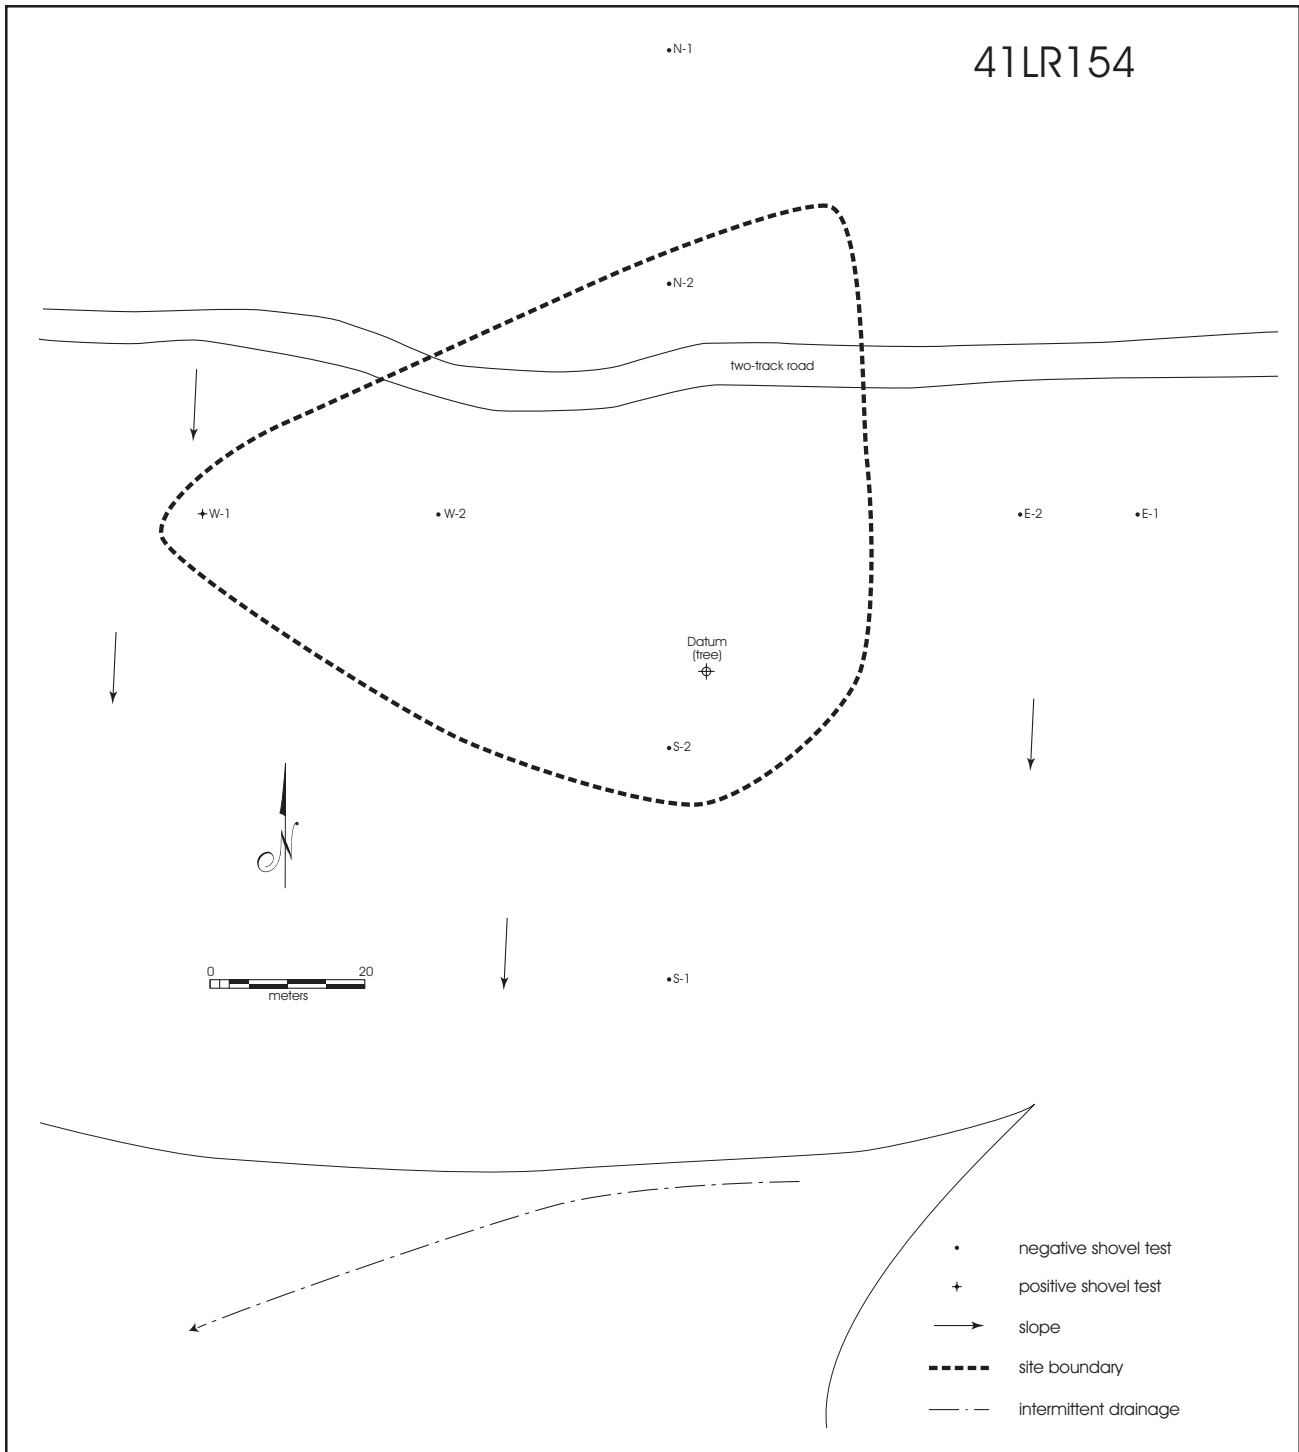 N-1
41LR154
N-2
two-track road
W-1
W-2
E-2
E-1
Datum
(tree)
S-2
N
0
20
meters
S-1
negative shovel test
positive shovel test
slope
site boundary
intermittent drainage